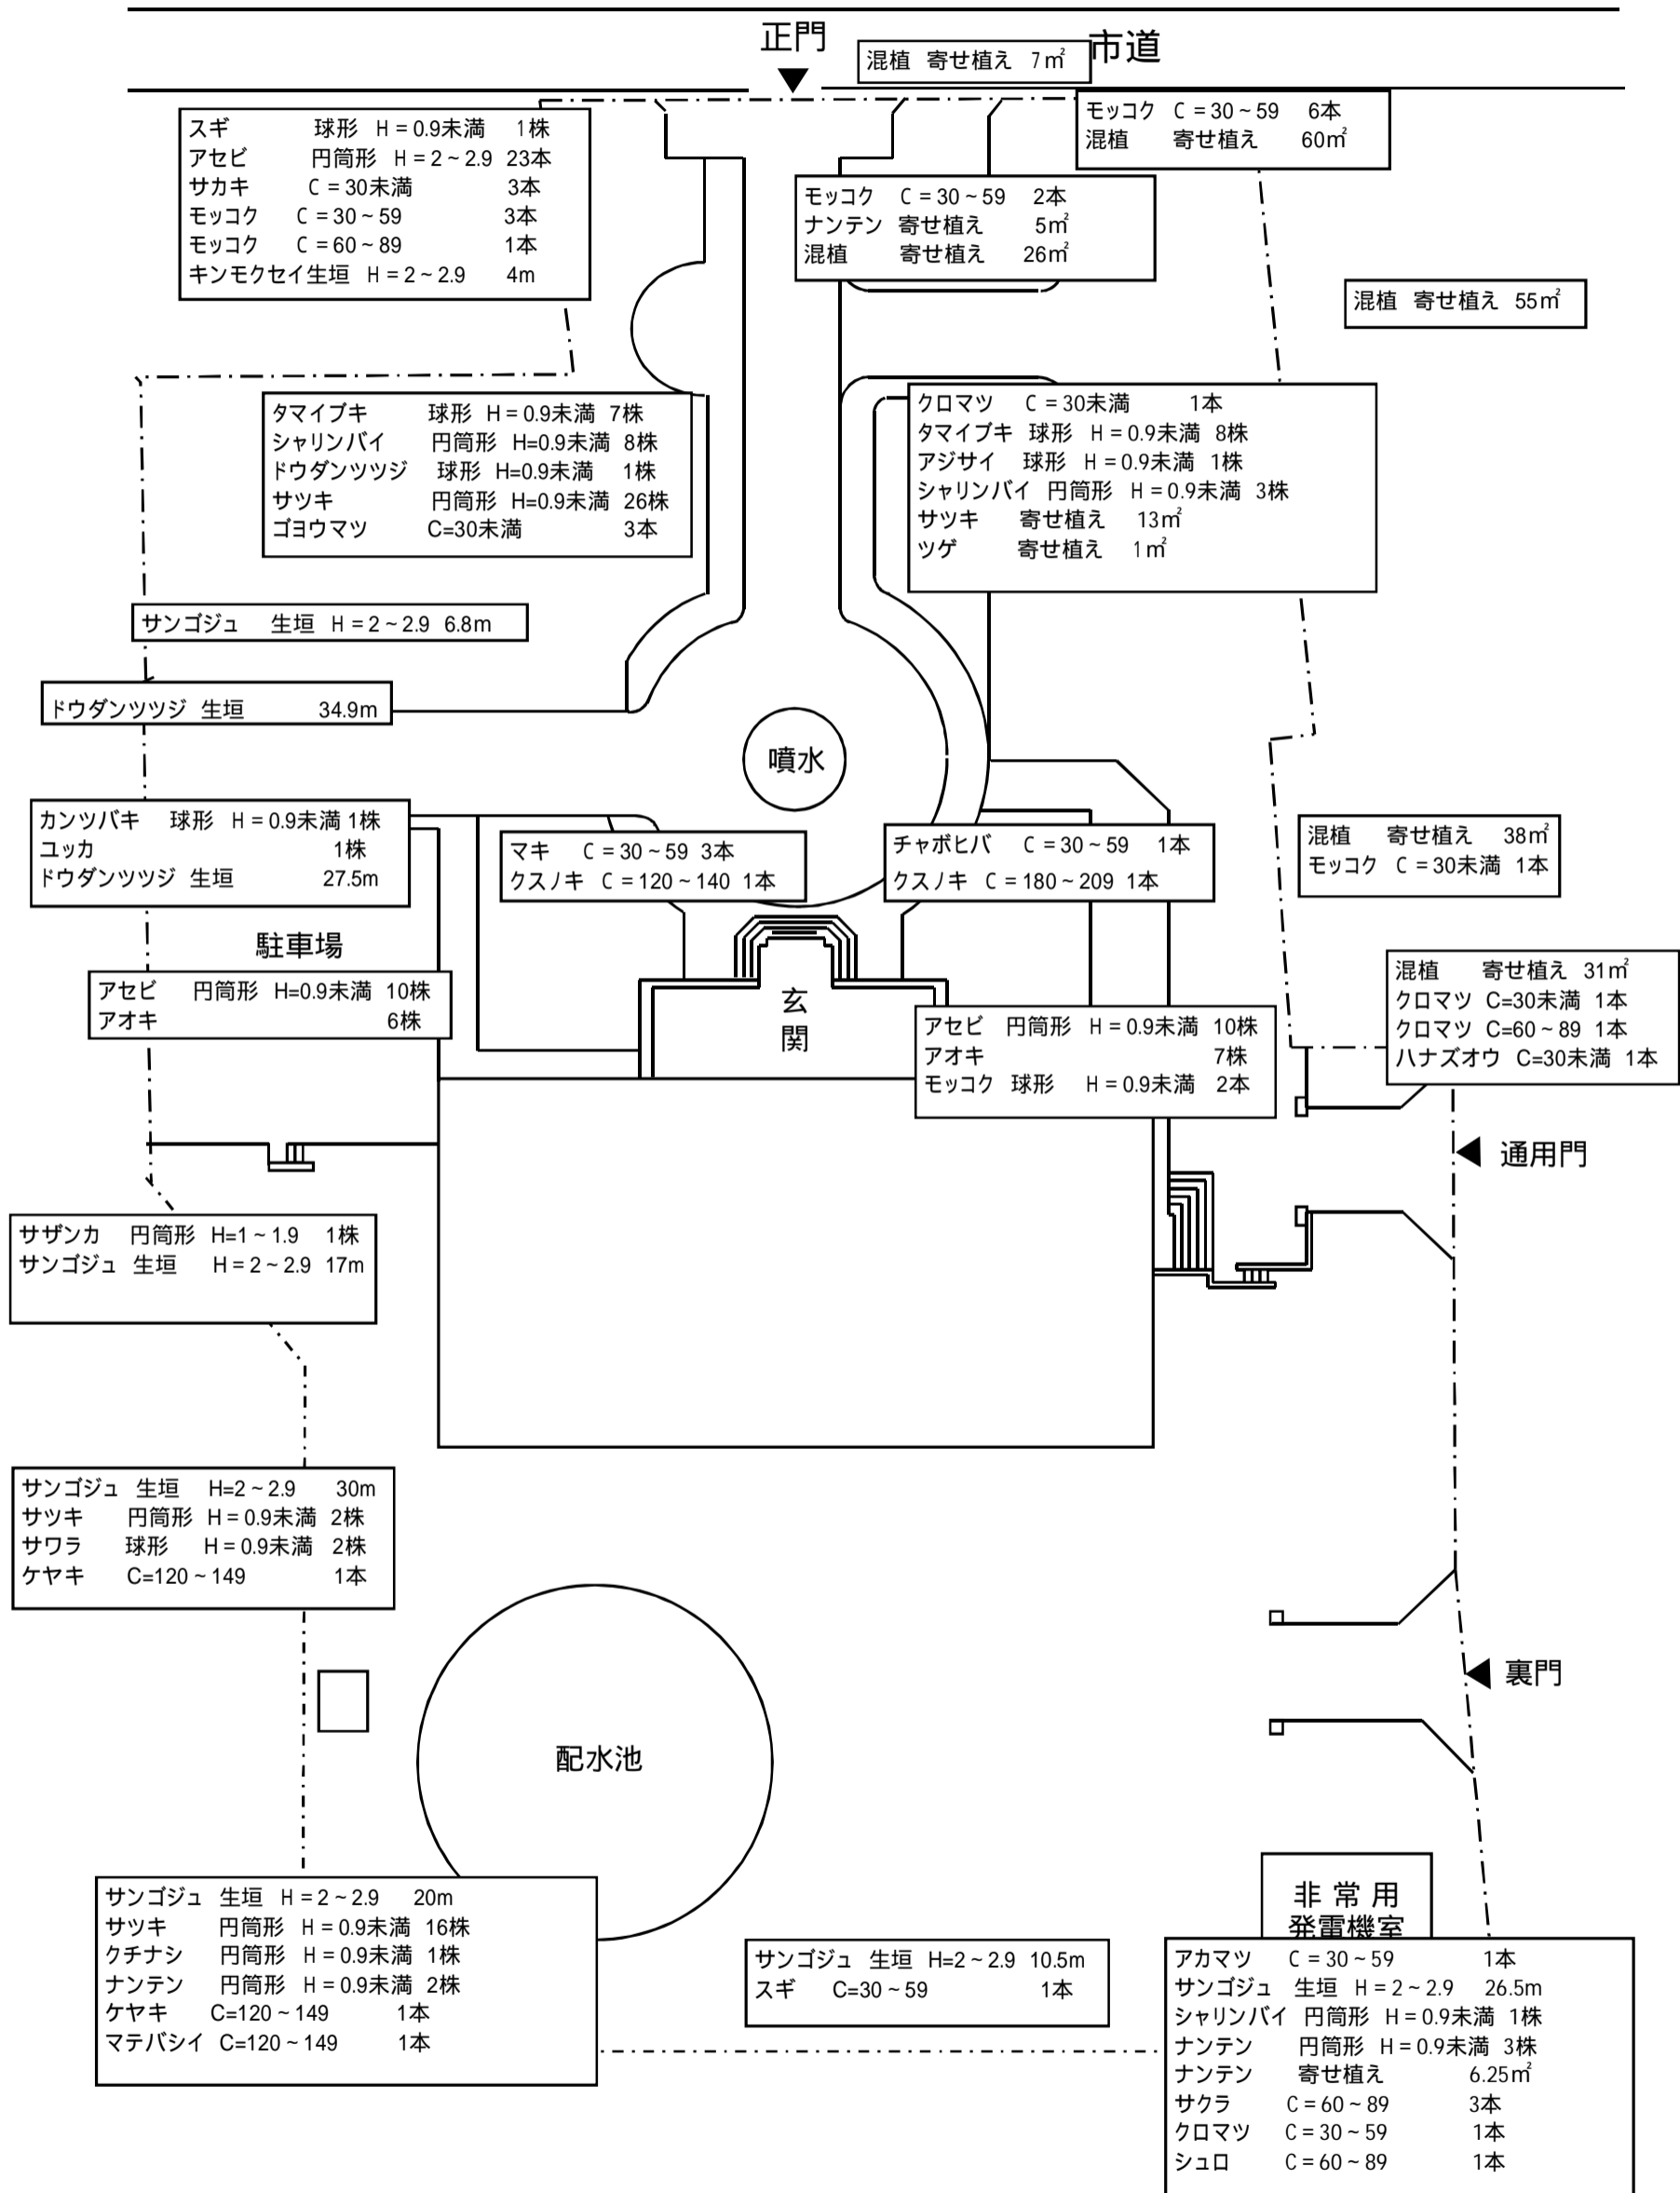 正門
市道
混植 寄せ植え 7㎡
スギ 球形 H=0.9未満 1株
アセビ 円筒形 H=2~2.9 23本
サカキ C=30未満 3本
モッコク C=30~59 3本
モッコク C=60~89 1本
キンモクセイ生垣 H=2~2.9 4m
モッコク C=30~59 6本
混植 寄せ植え 60㎡
モッコク C=30~59 2本
ナンテン 寄せ植え 5㎡
混植 寄せ植え 26㎡
混植 寄せ植え 55㎡
タマイブキ 球形 H=0.9未満 7株
シャリンバイ 円筒形 H=0.9未満 8株
ドウダンツツジ 球形 H=0.9未満 1株
サツキ 円筒形 H=0.9未満 26株
ゴヨウマツ C=30未満 3本
クロマツ C=30未満 1本
タマイブキ 球形 H=0.9未満 8株
アジサイ 球形 H=0.9未満 1株
シャリンバイ 円筒形 H=0.9未満 3株
サツキ 寄せ植え 13㎡
ツゲ 寄せ植え 1㎡
サンゴジュ 生垣 H=2~2.9 6.8m
ドウダンツツジ 生垣 34.9m
噴水
カンツバキ 球形 H=0.9未満 1株
ユッカ 1株
ドウダンツツジ 生垣 27.5m
マキ C=30~59 3本
クスノキ C=120~140 1本
チャボヒバ C=30~59 1本
クスノキ C=180~209 1本
混植 寄せ植え 38㎡
モッコク C=30未満 1本
駐車場
アセビ 円筒形 H=0.9未満 10株
アオキ 6株
玄
関
アセビ 円筒形 H=0.9未満 10株
アオキ 7株
モッコク 球形 H=0.9未満 2本
混植 寄せ植え 31㎡
クロマツ C=30未満 1本
クロマツ C=60~89 1本
ハナズオウ C=30未満 1本
通用門
サザンカ 円筒形 H=1~1.9 1株
サンゴジュ 生垣 H=2~2.9 17m
サンゴジュ 生垣 H=2~2.9 30m
サツキ 円筒形 H=0.9未満 2株
サワラ 球形 H=0.9未満 2株
ケヤキ C=120~149 1本
裏門
配水池
サンゴジュ 生垣 H=2~2.9 20m
サツキ 円筒形 H=0.9未満 16株
クチナシ 円筒形 H=0.9未満 1株
ナンテン 円筒形 H=0.9未満 2株
ケヤキ C=120~149 1本
マテバシイ C=120~149 1本
サンゴジュ 生垣 H=2~2.9 10.5m
スギ C=30~59 1本
非常用
発電機室
アカマツ C=30~59 1本
サンゴジュ 生垣 H=2~2.9 26.5m
シャリンバイ 円筒形 H=0.9未満 1株
ナンテン 円筒形 H=0.9未満 3株
ナンテン 寄せ植え 6.25㎡
サクラ C=60~89 3本
クロマツ C=30~59 1本
シュロ C=60~89 1本